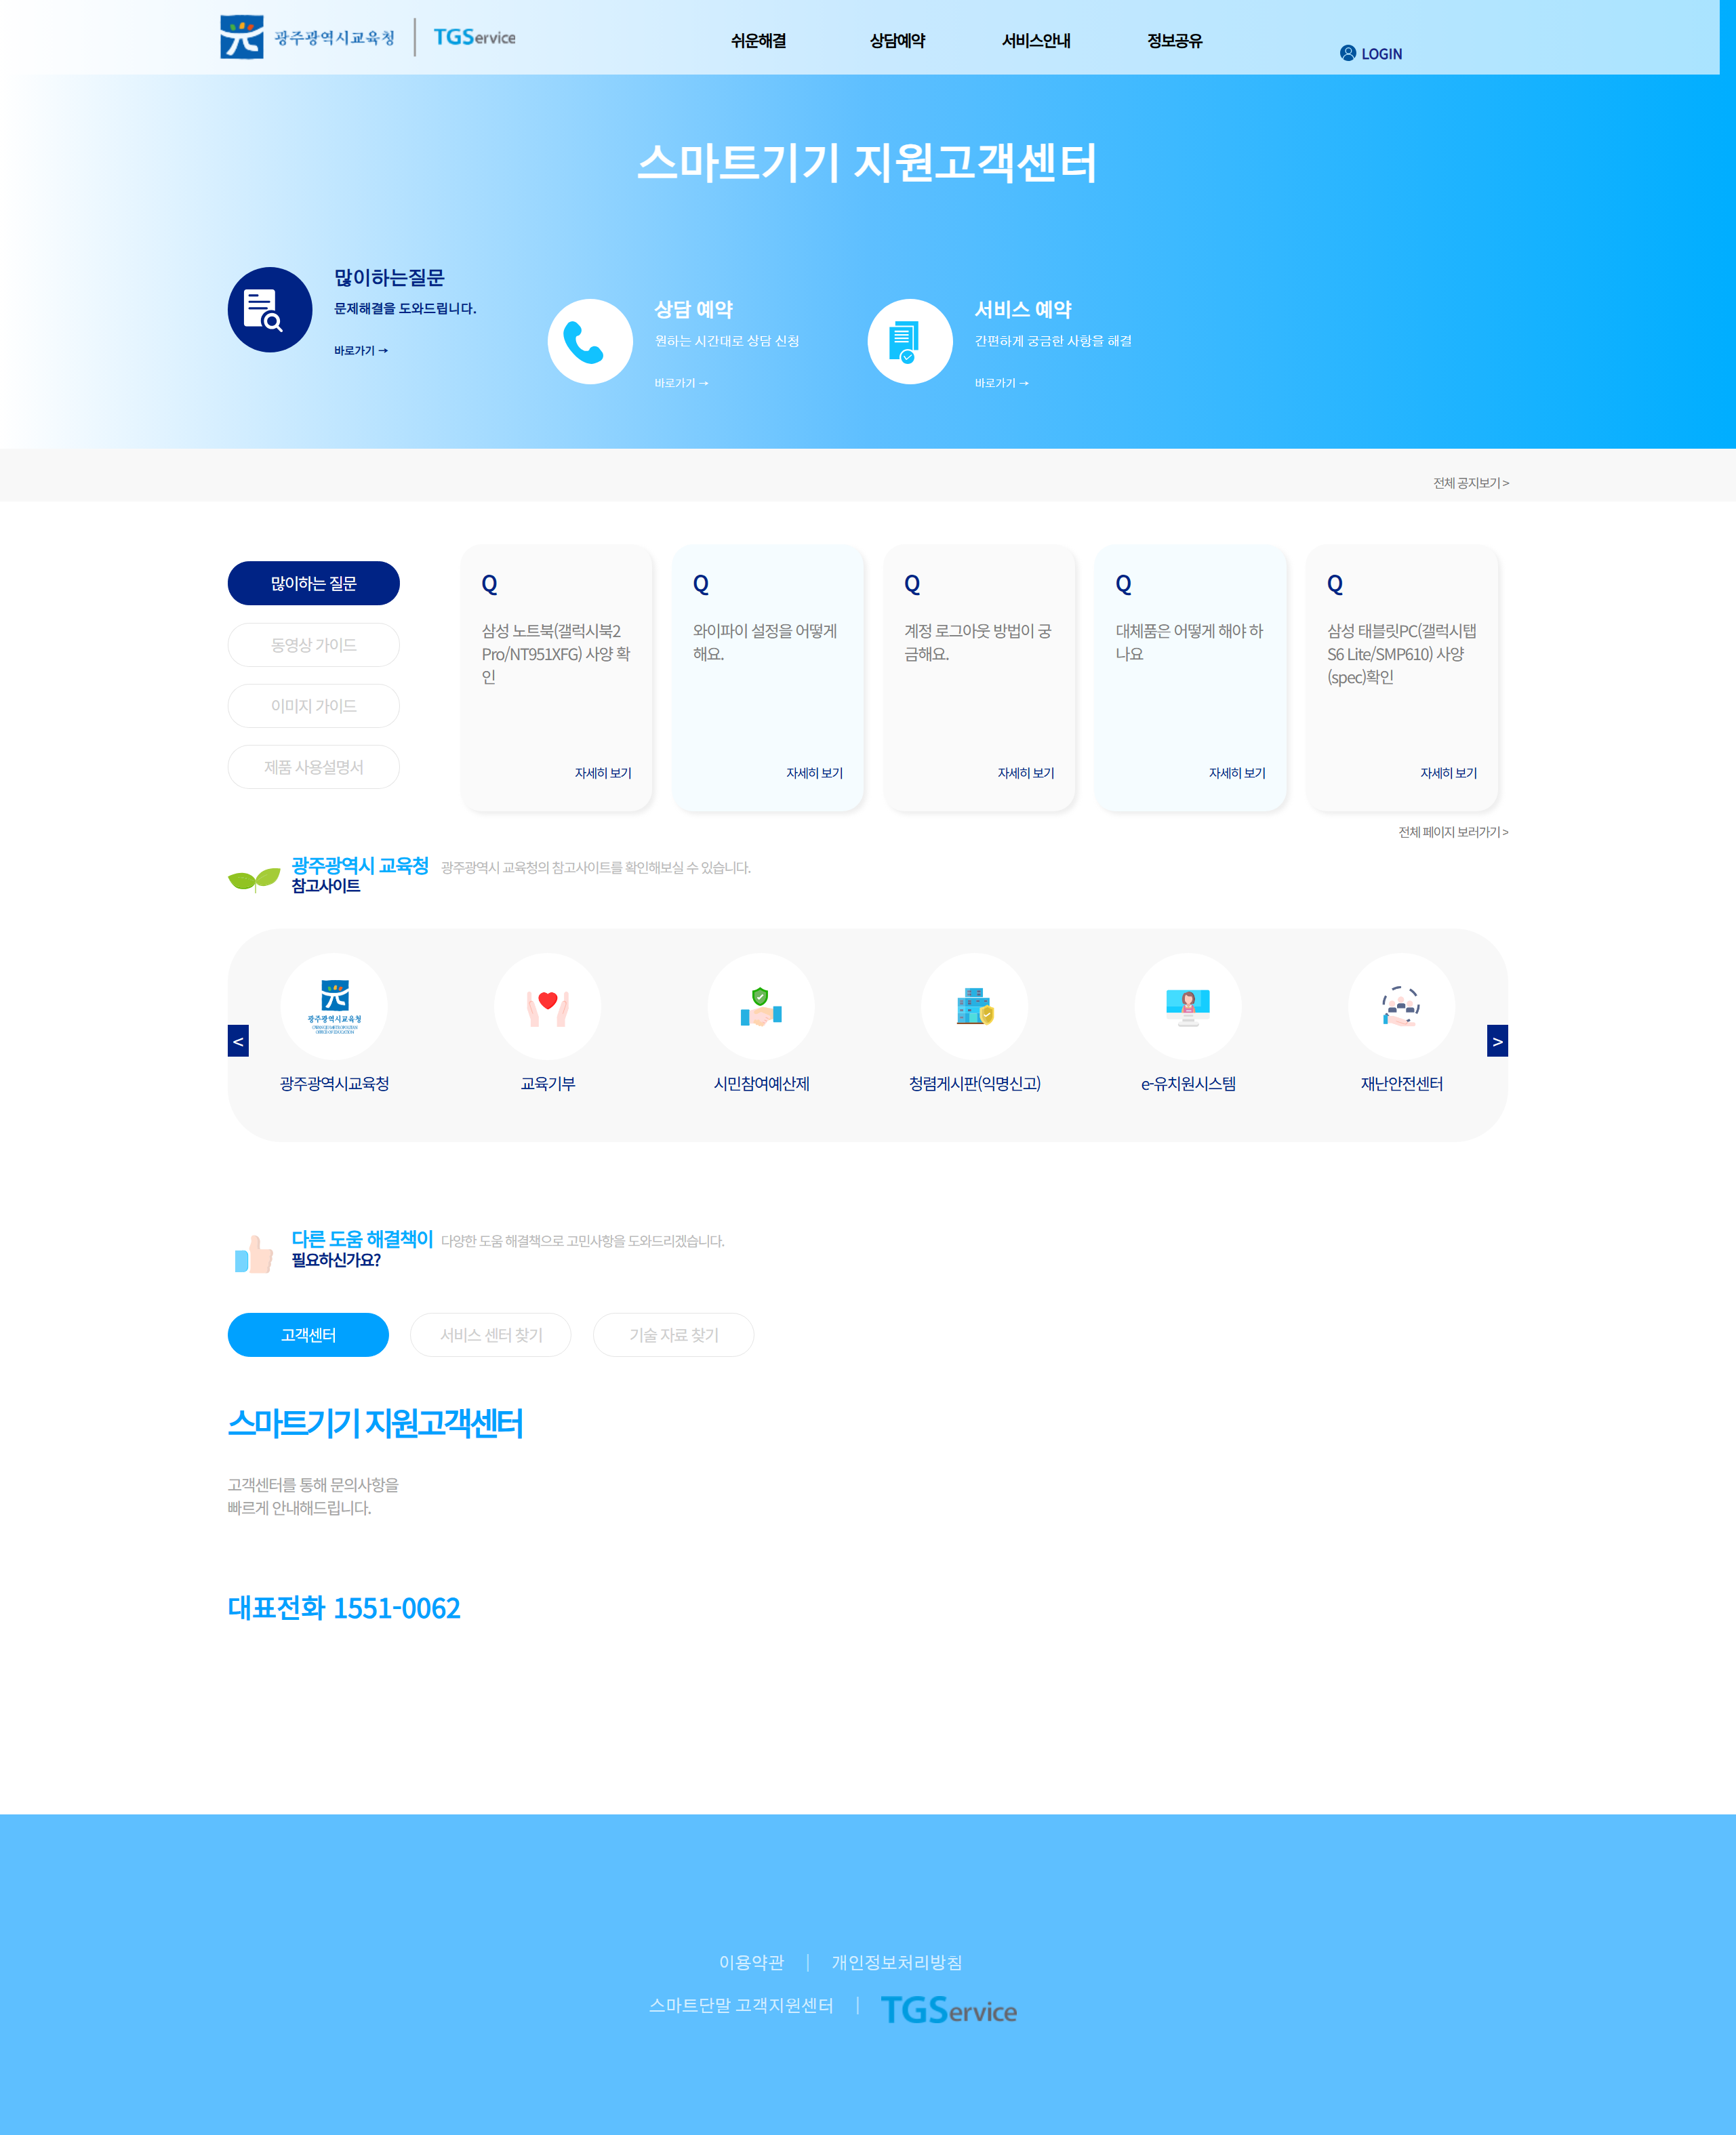 광주광역시교육청 | TGService
쉬운해결 상담예약 서비스안내 정보공유
LOGIN
스마트기기 지원고객센터
많이하는질문
문제해결을 도와드립니다.
바로가기 →
상담 예약
원하는 시간대로 상담 신청
바로가기 →
서비스 예약
간편하게 궁금한 사항을 해결
바로가기 →
전체 공지보기 >
많이하는 질문
동영상 가이드
이미지 가이드
제품 사용설명서
Q
삼성 노트북(갤럭시북2
Pro/NT951XFG) 사양 확
인
자세히 보기
Q
와이파이 설정을 어떻게
해요.
자세히 보기
Q
계정 로그아웃 방법이 궁
금해요.
자세히 보기
Q
대체품은 어떻게 해야 하
나요
자세히 보기
Q
삼성 태블릿PC(갤럭시탭
S6 Lite/SMP610) 사양
(spec)확인
자세히 보기
전체 페이지 보러가기 >
광주광역시 교육청 광주광역시 교육청의 참고사이트를 확인해보실 수 있습니다.
참고사이트
광주광역시교육청
<
>
광주광역시교육청 교육기부 시민참여예산제 청렴게시판(익명신고) e-유치원시스템 재난안전센터
다른 도움 해결책이 다양한 도움 해결책으로 고민사항을 도와드리겠습니다.
필요하신가요?
고객센터 서비스 센터 찾기 기술 자료 찾기
스마트기기 지원고객센터
고객센터를 통해 문의사항을
빠르게 안내해드립니다.
대표전화 1551-0062
이용약관 | 개인정보처리방침
스마트단말 고객지원센터 | TGService